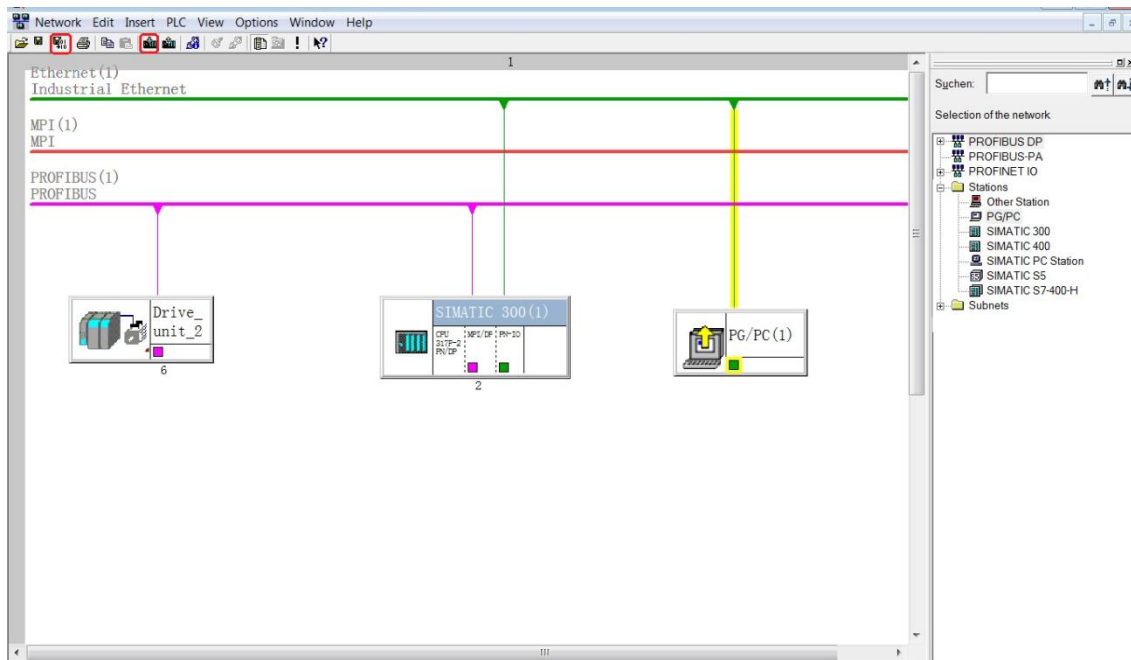 Network Edit Insert PLC View Options Window Help
1
Ethernet(1)
Industrial Ethernet
MPI(1)
MPI
PROFIBUS(1)
PROFIBUS
Drive_
unit_2
6
SIMATIC 300(1)
CPU
317F-2
PN/DP
MPI/DP
PN-IO
2
PG/PC(1)
Suchen:
Selection of the network
PROFIBUS DP
PROFIBUS-PA
PROFINET IO
Stations
Other Station
PG/PC
SIMATIC 300
SIMATIC 400
SIMATIC PC Station
SIMATIC S5
SIMATIC S7-400-H
Subnets